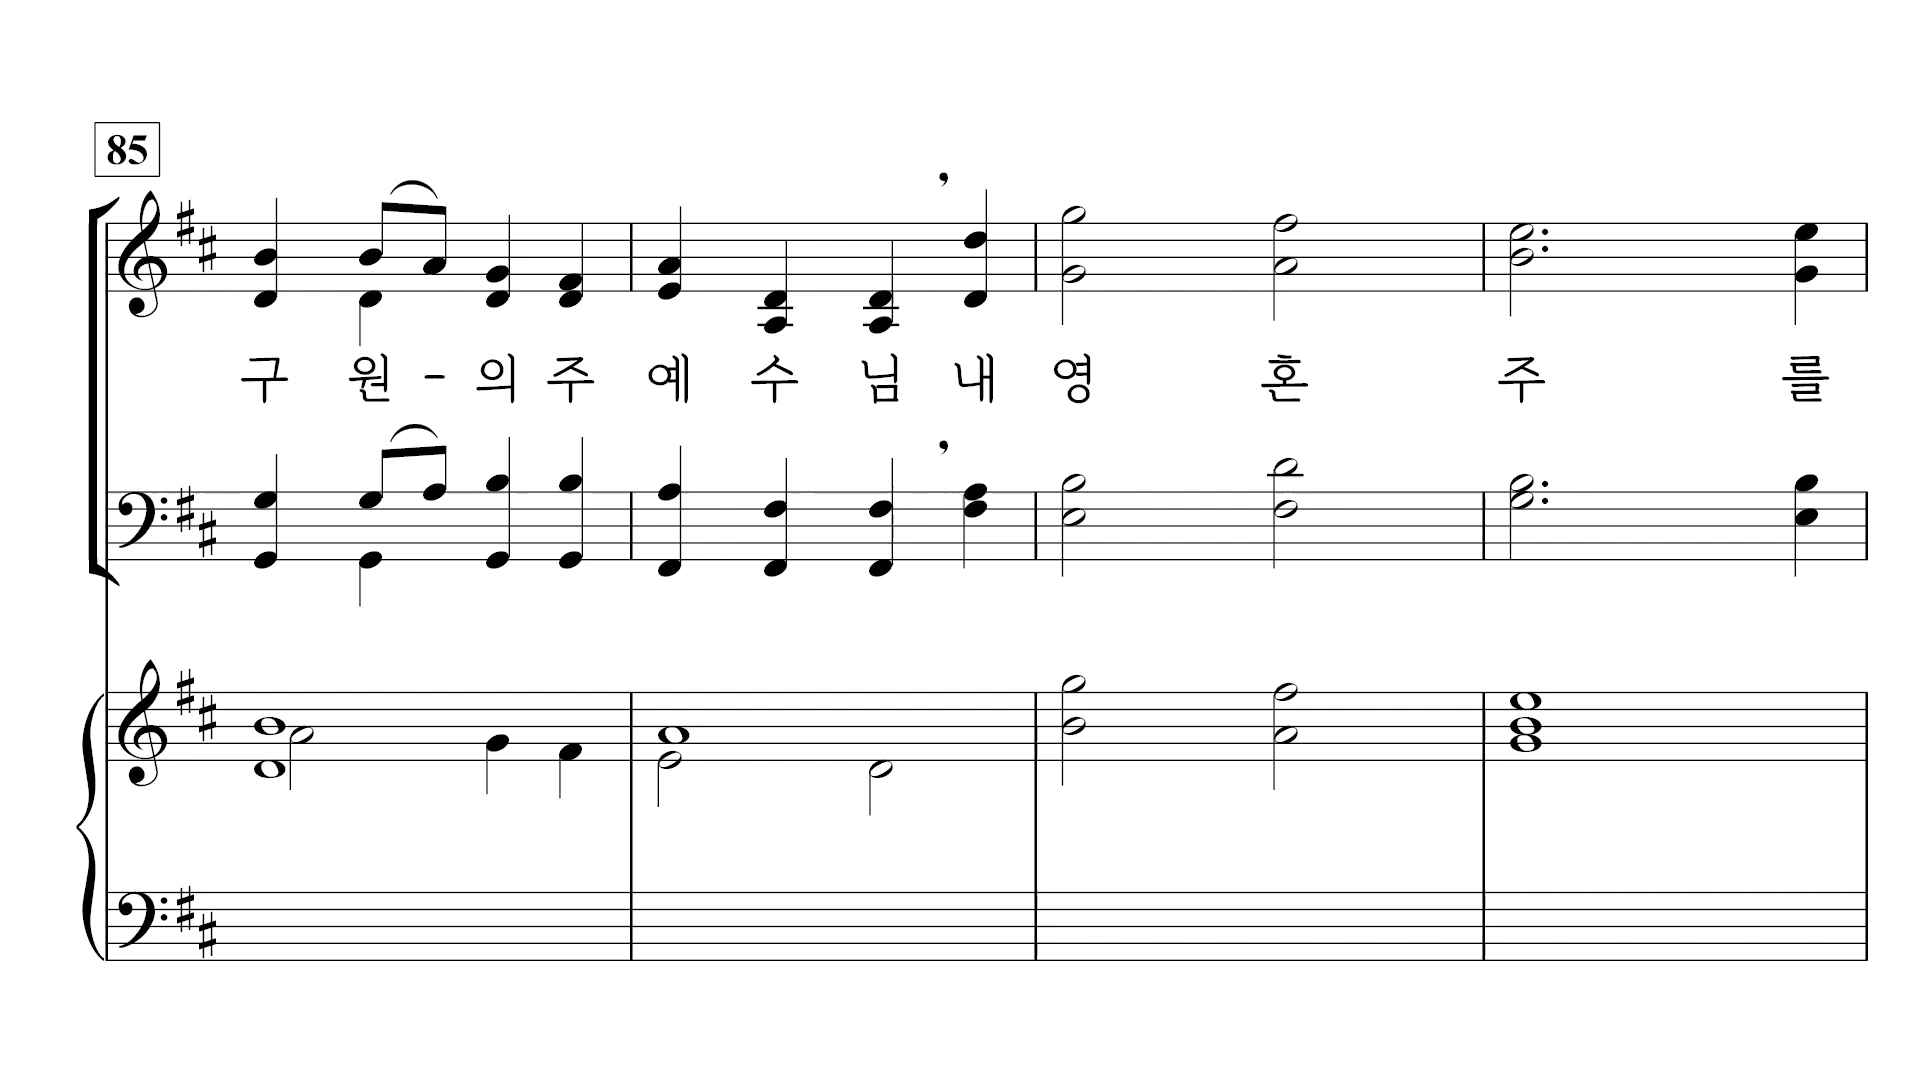 85
구 원 - 의 주 예 수 님 내 영 혼 주 를